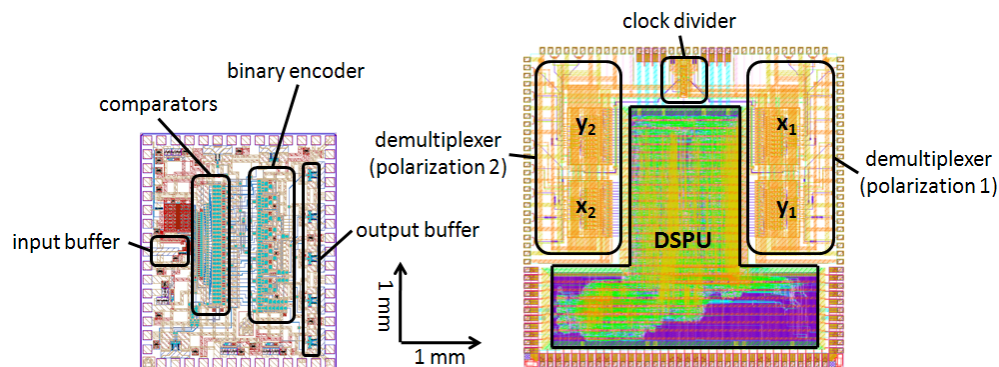 clock divider
binary encoder
comparators
demultiplexer
(polarization 2)
y2
x1
demultiplexer
(polarization 1)
x2
y1
input buffer
output buffer
DSPU
1 mm
1 mm